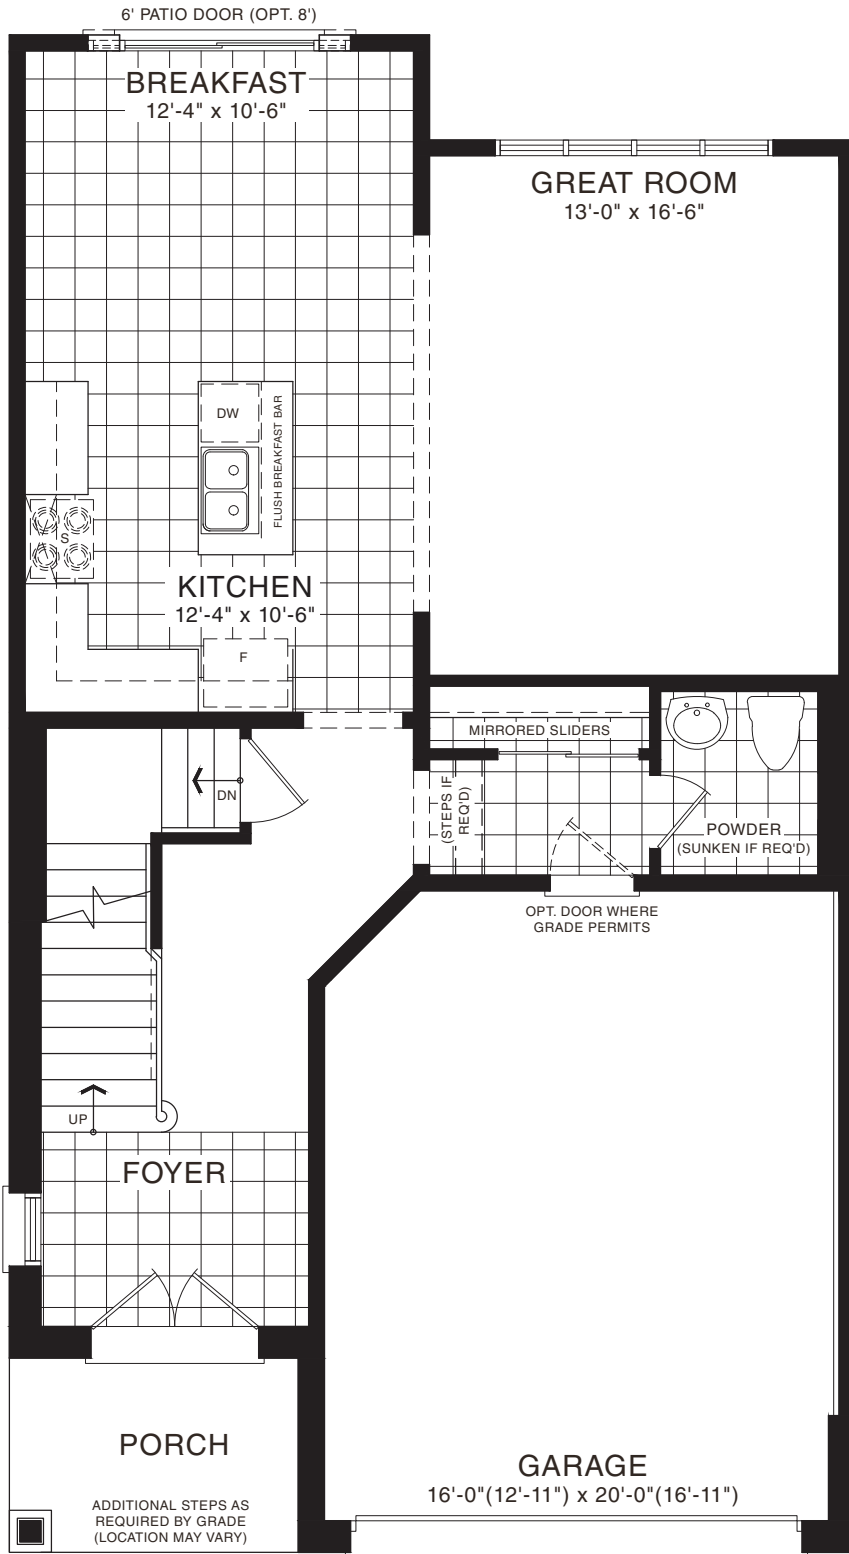 6' PATIO DOOR (OPT. 8')
BREAKFAST
12'-4" x 10'-6"
GREAT ROOM
13'-0" x 16'-6"
DW
FLUSH BREAKFAST BAR
S
KITCHEN
12'-4" x 10'-6"
F
MIRRORED SLIDERS
DN
(STEPS IF
REQ'D)
POWDER
(SUNKEN IF REQ'D)
OPT. DOOR WHERE
GRADE PERMITS
UP
FOYER
PORCH
GARAGE
16'-0"(12'-11") x 20'-0"(16'-11")
ADDITIONAL STEPS AS
REQUIRED BY GRADE
(LOCATION MAY VARY)